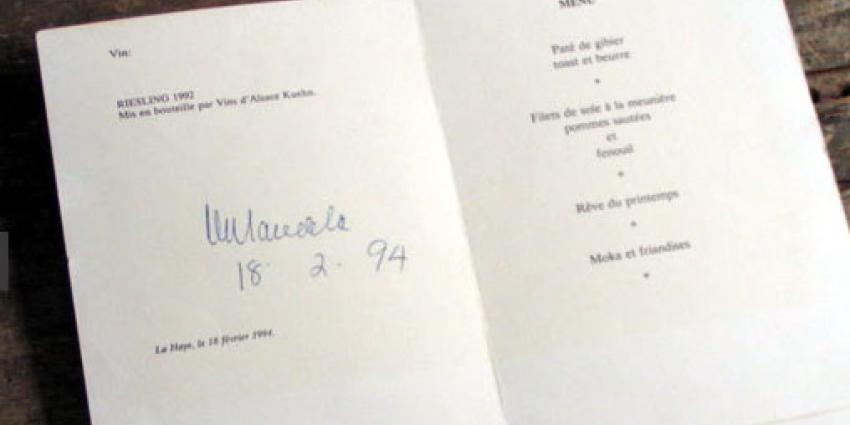 Vin:
RIESLING 1992
Mis en bouteille par Vins d'Alsace Kuehn.
Mandela
18 . 2 . 94
La Haye, le 18 février 1994.
MENU
Paté de gibier
toast et beurre
*
Filets de sole à la meunière
pommes sautées
et
fenouil
*
Rêve du printemps
*
Moka et friandises
*